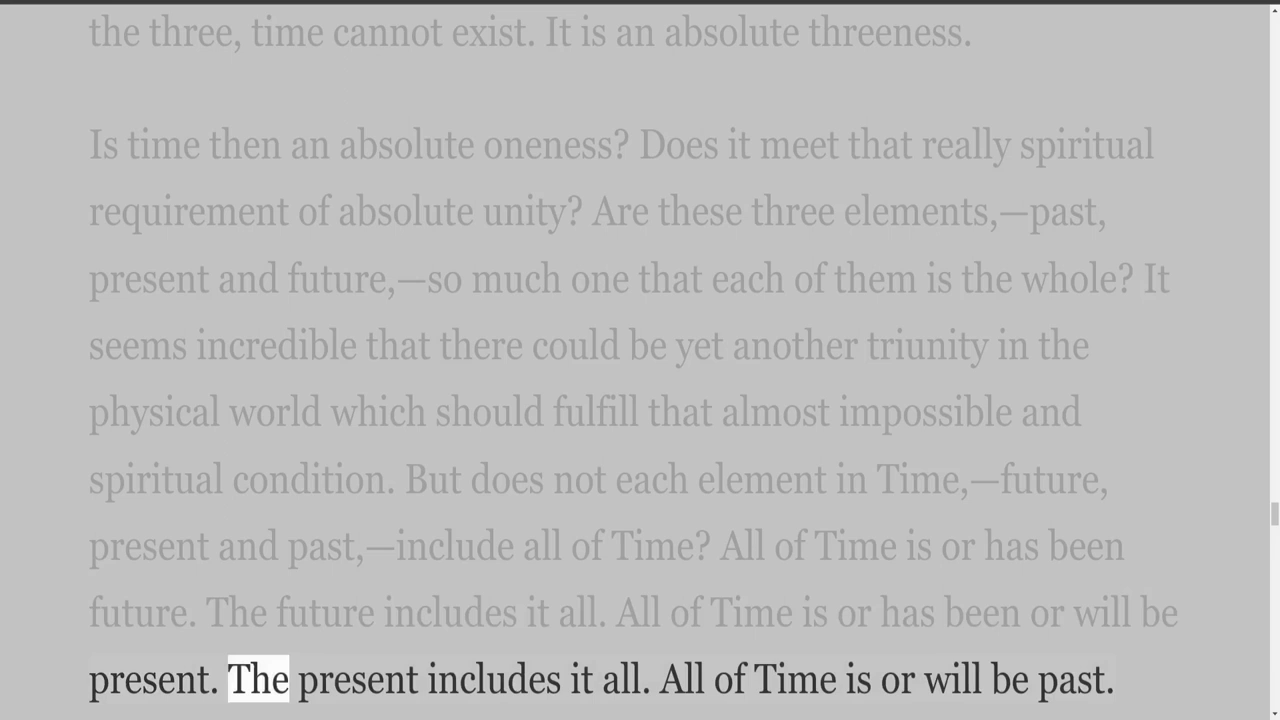 the three, time cannot exist. It is an absolute threeness.
Is time then an absolute oneness? Does it meet that really spiritual
requirement of absolute unity? Are these three elements,—past,
present and future,—so much one that each of them is the whole? It
seems incredible that there could be yet another triunity in the
physical world which should fulfill that almost impossible and
spiritual condition. But does not each element in Time,—future,
present and past,—include all of Time? All of Time is or has been
future. The future includes it all. All of Time is or has been or will be
present. The present includes it all. All of Time is or will be past.